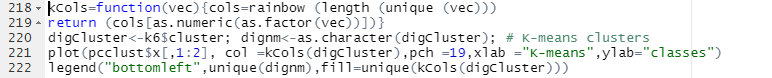 218 kCols=function(vec){cols=rainbow (length (unique (vec)))
219 return (cols[as.numeric(as.factor(vec))])}
220 digCluster<-k6$cluster; dignm<-as.character(digCluster); # K-means clusters
221 plot(pcclust$x[,1:2], col =kCols(digCluster),pch =19,xlab ="K-means",ylab="classes")
222 legend("bottomleft",unique(dignm),fill=unique(kCols(digCluster)))